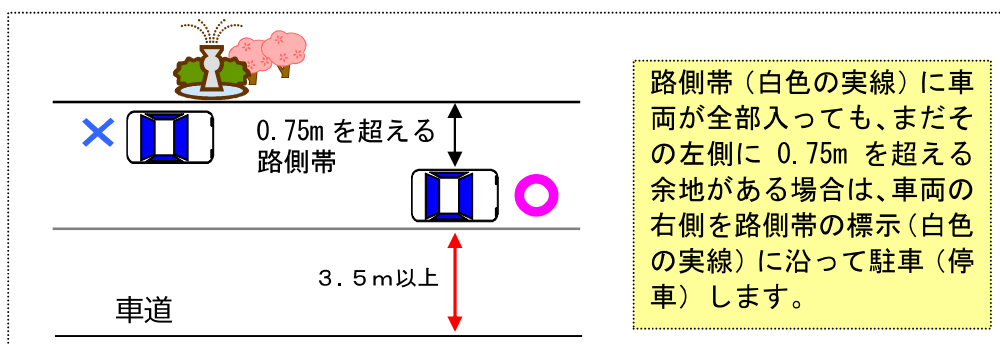 0.75mを超える
路側帯
3.5m以上
車道
路側帯(白色の実線)に車
両が全部入っても、まだそ
の左側に 0.75m を超える
余地がある場合は、車両の
右側を路側帯の標示(白色
の実線)に沿って駐車(停
車)します。